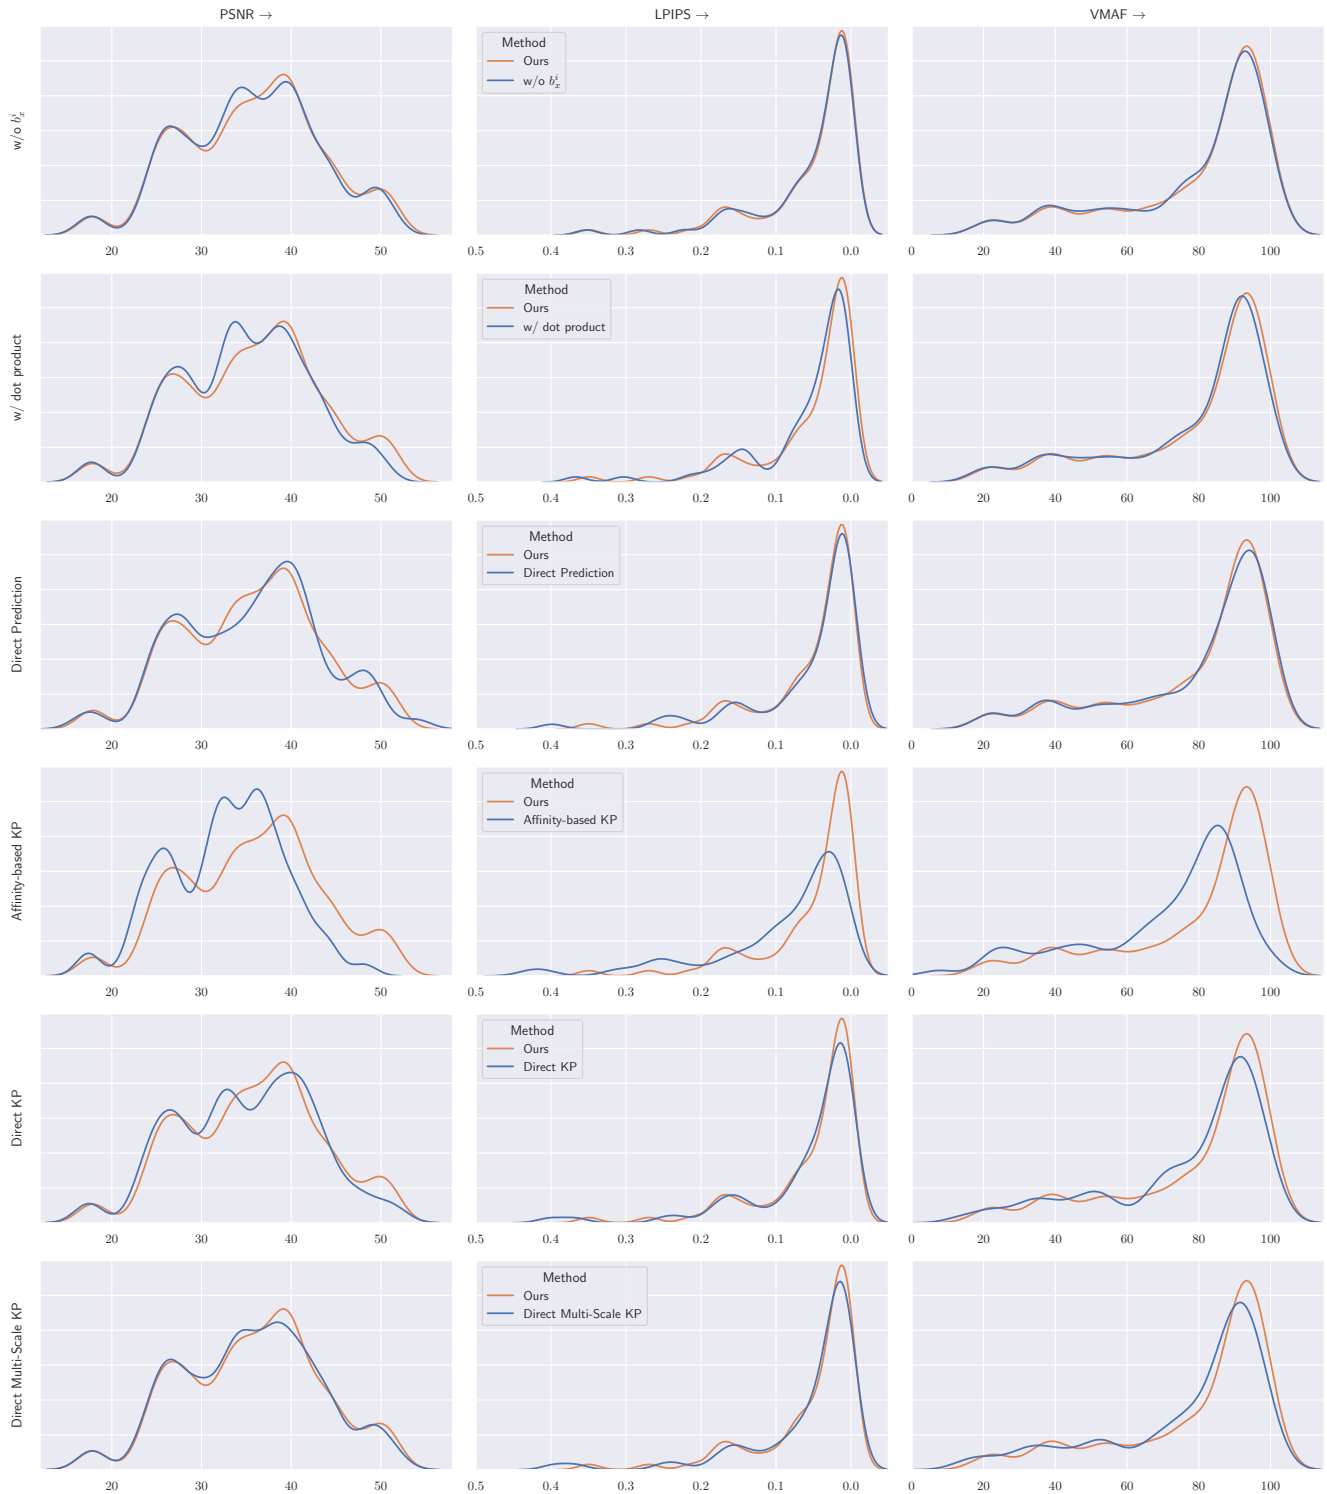 PSNR → LPIPS → VMAF →
w/o b_x^i
Method
Ours
w/o b_x^i
20 30 40 50 0.5 0.4 0.3 0.2 0.1 0.0 0 20 40 60 80 100
w/ dot product
Method
Ours
w/ dot product
20 30 40 50 0.5 0.4 0.3 0.2 0.1 0.0 0 20 40 60 80 100
Direct Prediction
Method
Ours
Direct Prediction
20 30 40 50 0.5 0.4 0.3 0.2 0.1 0.0 0 20 40 60 80 100
Affinity-based KP
Method
Ours
Affinity-based KP
20 30 40 50 0.5 0.4 0.3 0.2 0.1 0.0 0 20 40 60 80 100
Direct KP
Method
Ours
Direct KP
20 30 40 50 0.5 0.4 0.3 0.2 0.1 0.0 0 20 40 60 80 100
Direct Multi-Scale KP
Method
Ours
Direct Multi-Scale KP
20 30 40 50 0.5 0.4 0.3 0.2 0.1 0.0 0 20 40 60 80 100